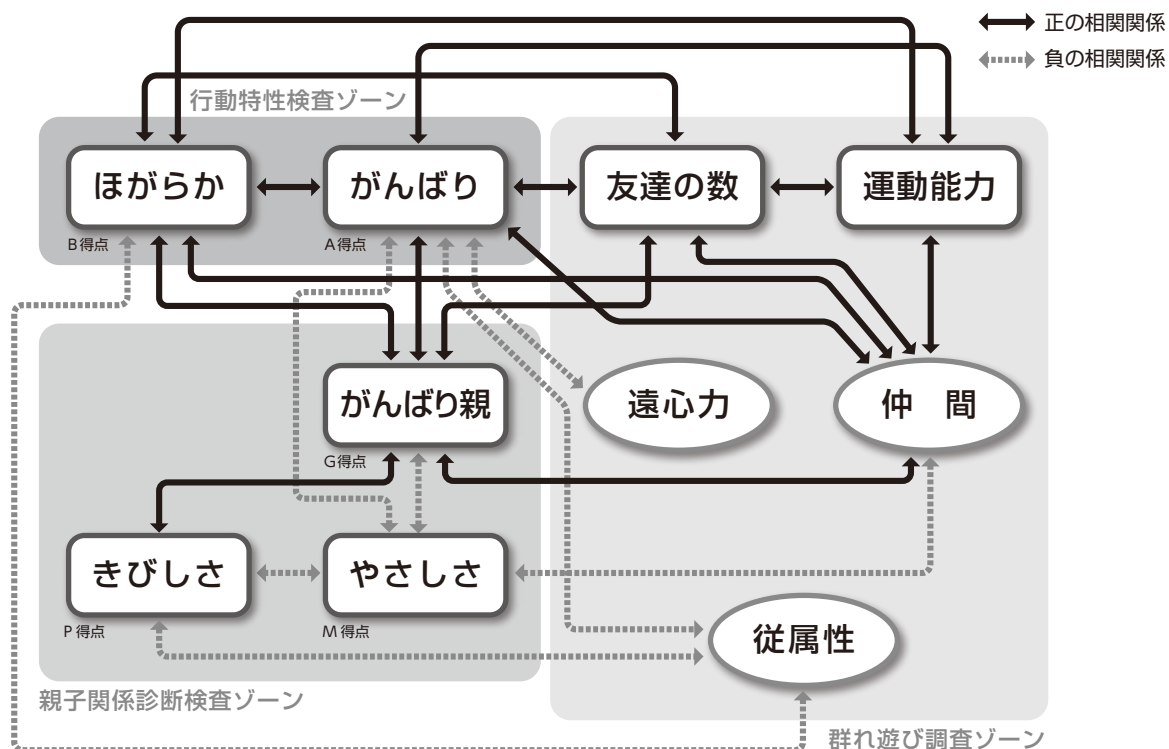 正の相関関係
負の相関関係
行動特性検査ゾーン
ほがらか
がんばり
友達の数
運動能力
B得点
A得点
がんばり親
遠心力
仲　間
G得点
きびしさ
やさしさ
P得点
M得点
従属性
親子関係診断検査ゾーン
群れ遊び調査ゾーン